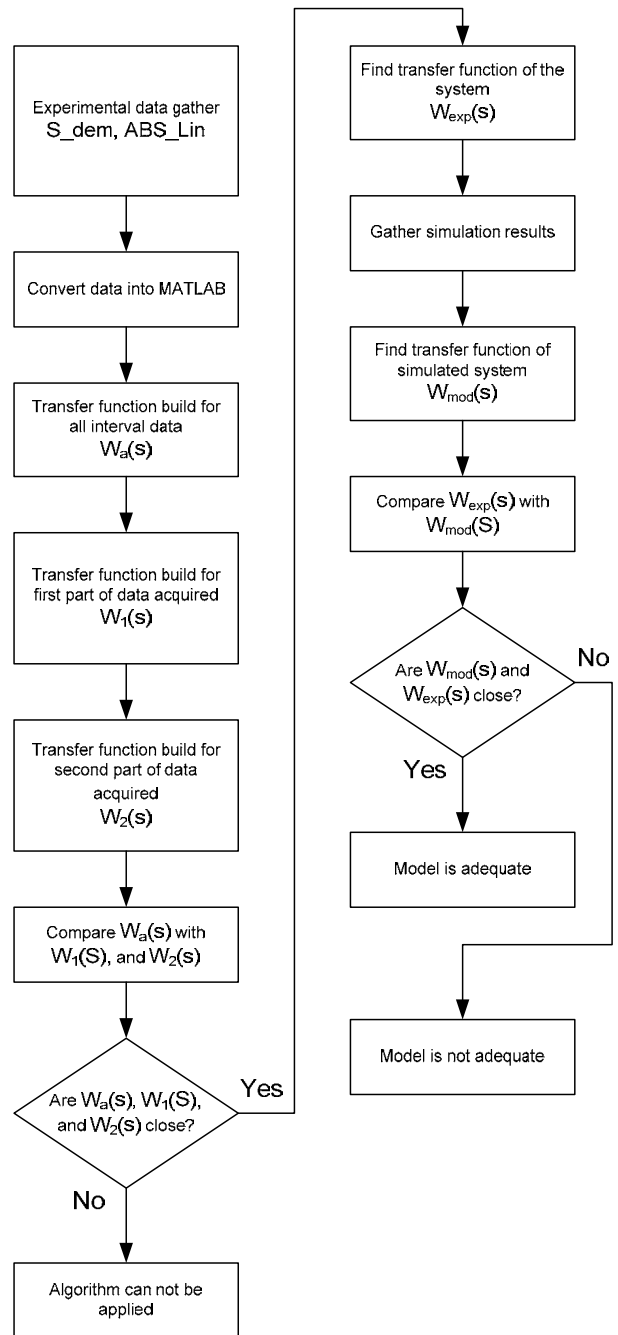 Experimental data gather
S_dem, ABS_Lin
Convert data into MATLAB
Transfer function build for
all interval data
Wa(s)
Transfer function build for
first part of data acquired
W1(s)
Transfer function build for
second part of data
acquired
W2(s)
Compare Wa(s) with
W1(S), and W2(s)
Are Wa(s), W1(S),
and W2(s) close?
Yes
No
Algorithm can not be
applied
Find transfer function of the
system
Wexp(s)
Gather simulation results
Find transfer function of
simulated system
Wmod(s)
Compare Wexp(s) with
Wmod(S)
Are Wmod(s) and
Wexp(s) close?
No
Yes
Model is adequate
Model is not adequate